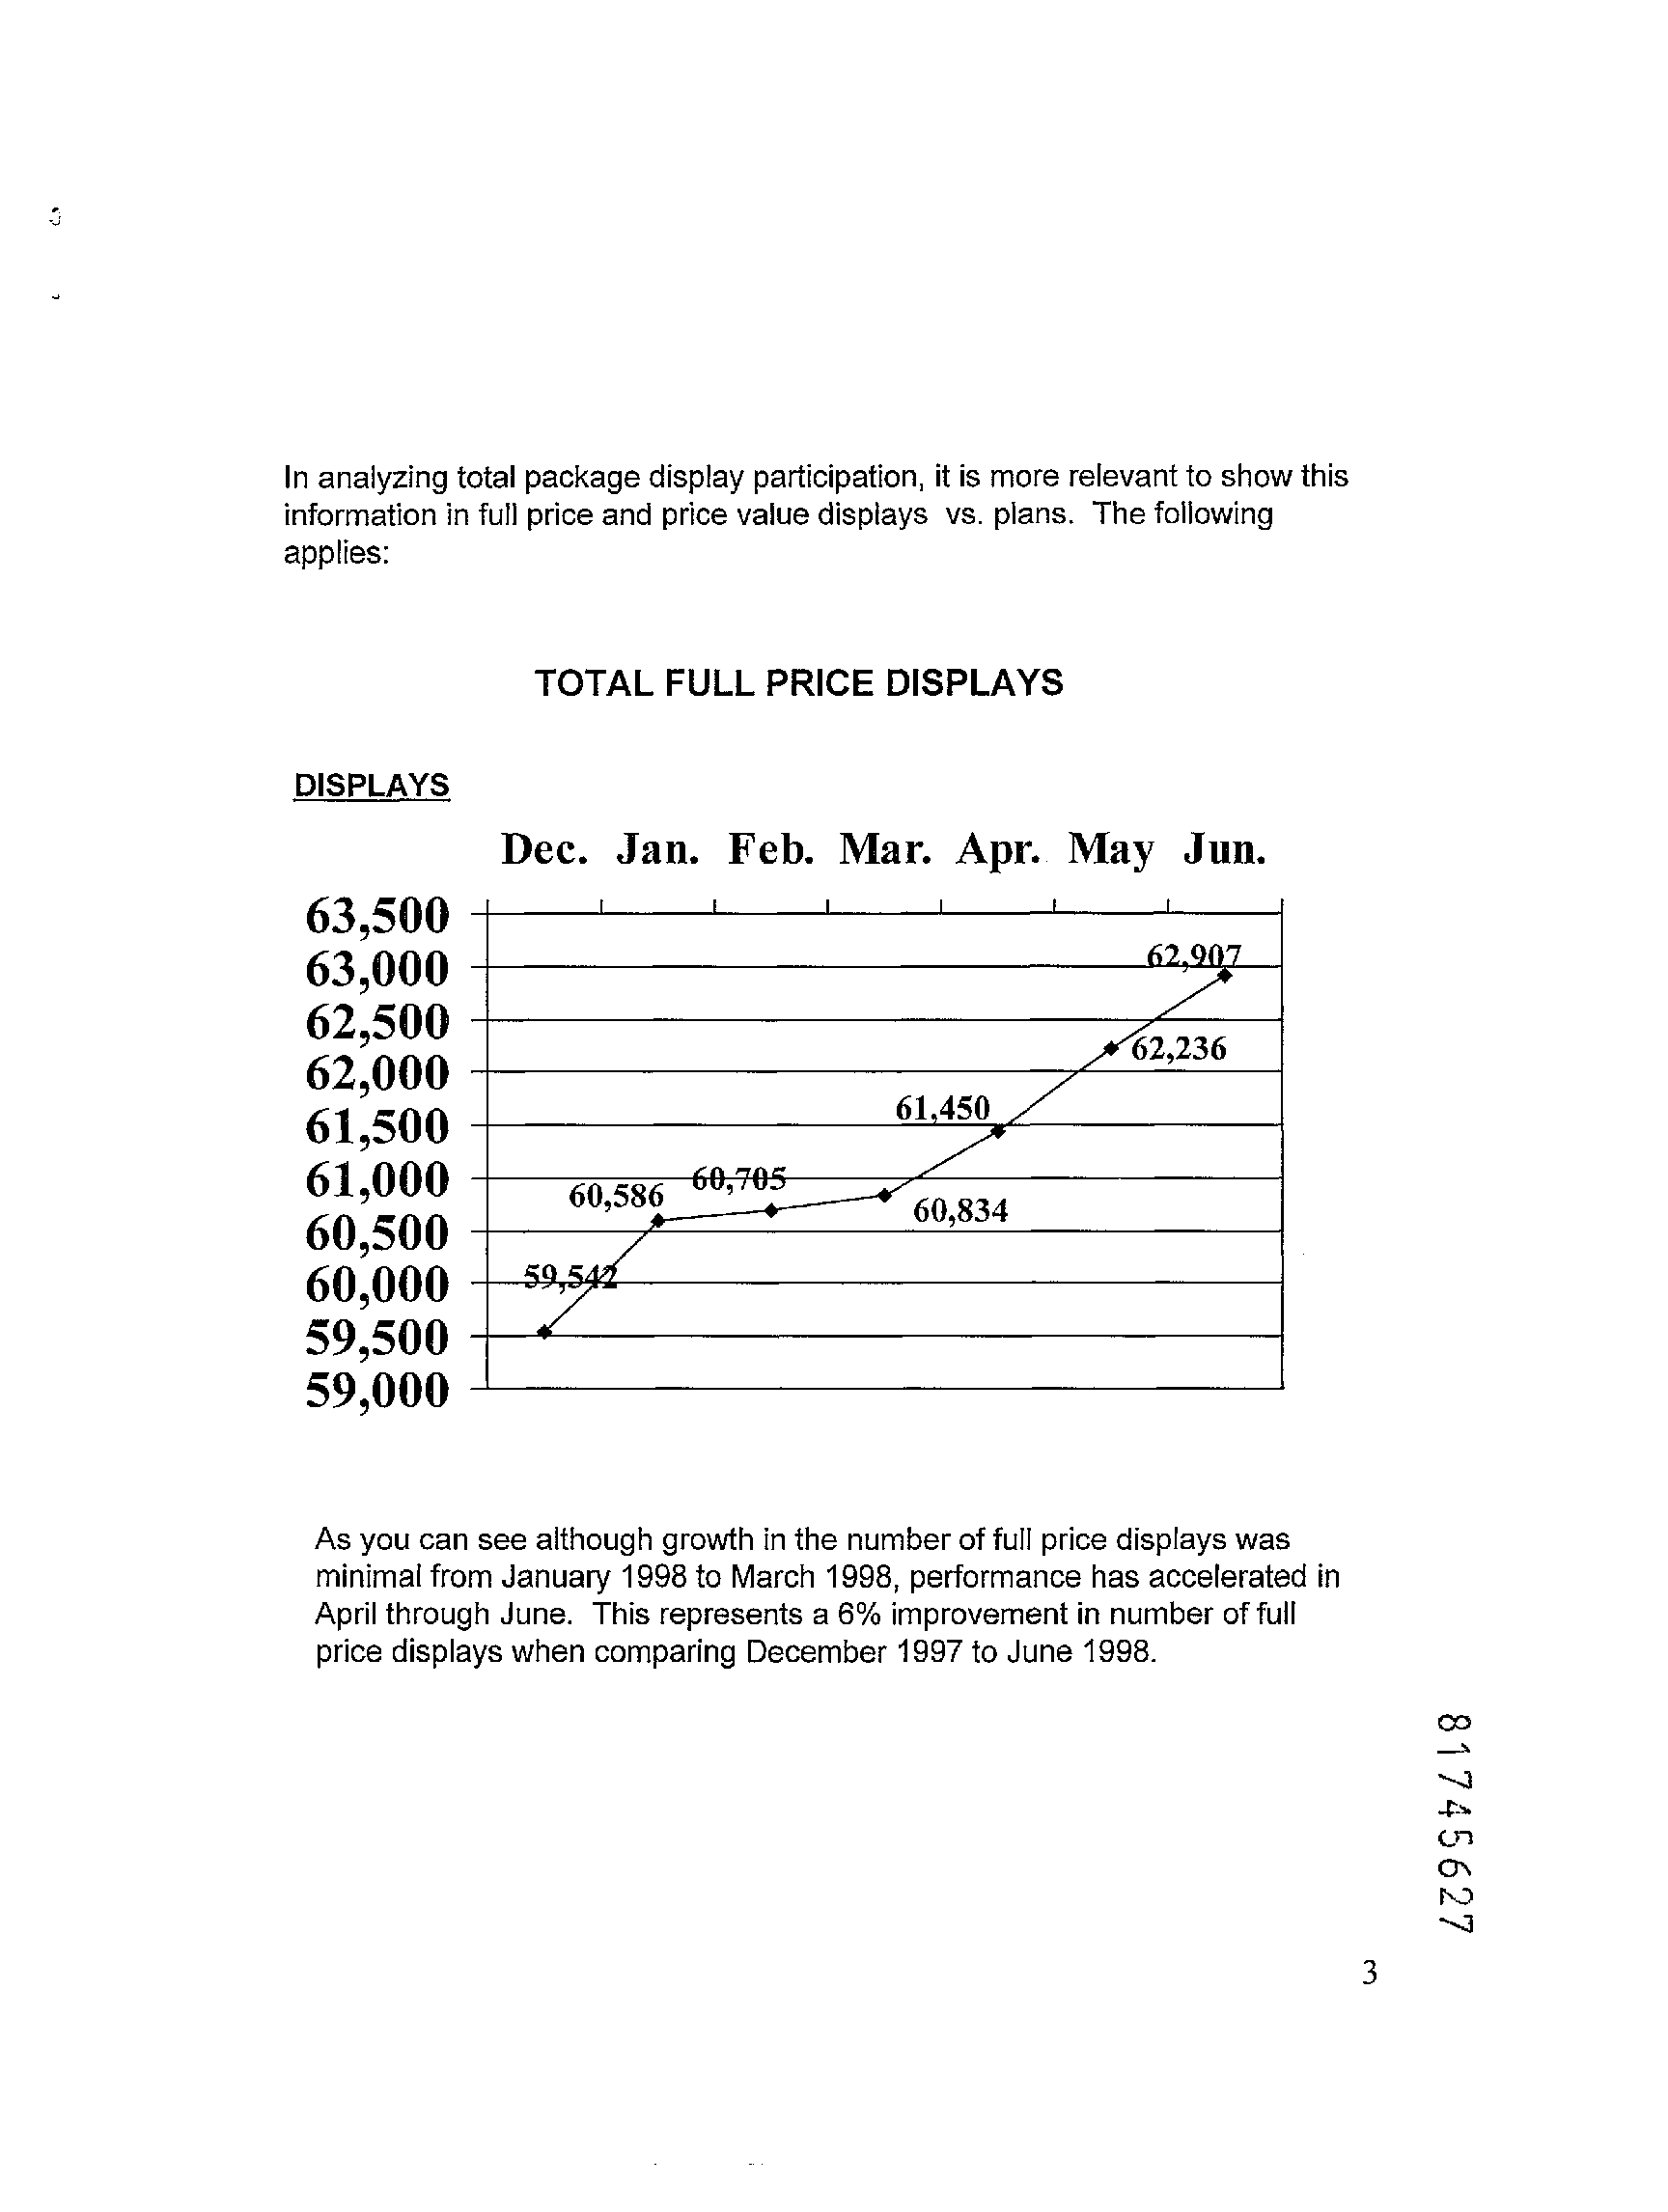 In analyzing total package display participation, it is more relevant to show this
information in full price and price value displays vs. plans. The following
applies:
TOTAL FULL PRICE DISPLAYS
DISPLAYS
Dec. Jan. Feb. Mar. Apr. May Jun.
63,500
63,000
62,500
62,000
61,500
61,000
60,500
60,000
59,500
59,000
62,907
62,236
61,450
60,705
60,586
60,834
59,542
As you can see although growth in the number of full price displays was
minimal from January 1998 to March 1998, performance has accelerated in
April through June. This represents a 6% improvement in number of full
price displays when comparing December 1997 to June 1998.
81745627
3